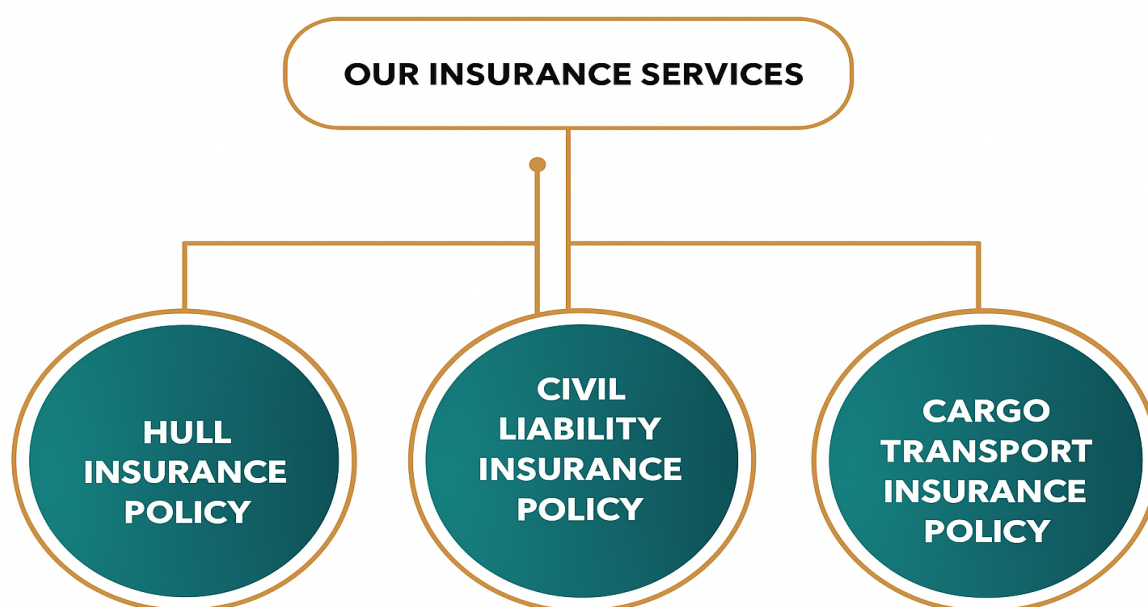 OUR INSURANCE SERVICES
HULL
INSURANCE
POLICY
CIVIL
LIABILITY
INSURANCE
POLICY
CARGO
TRANSPORT
INSURANCE
POLICY